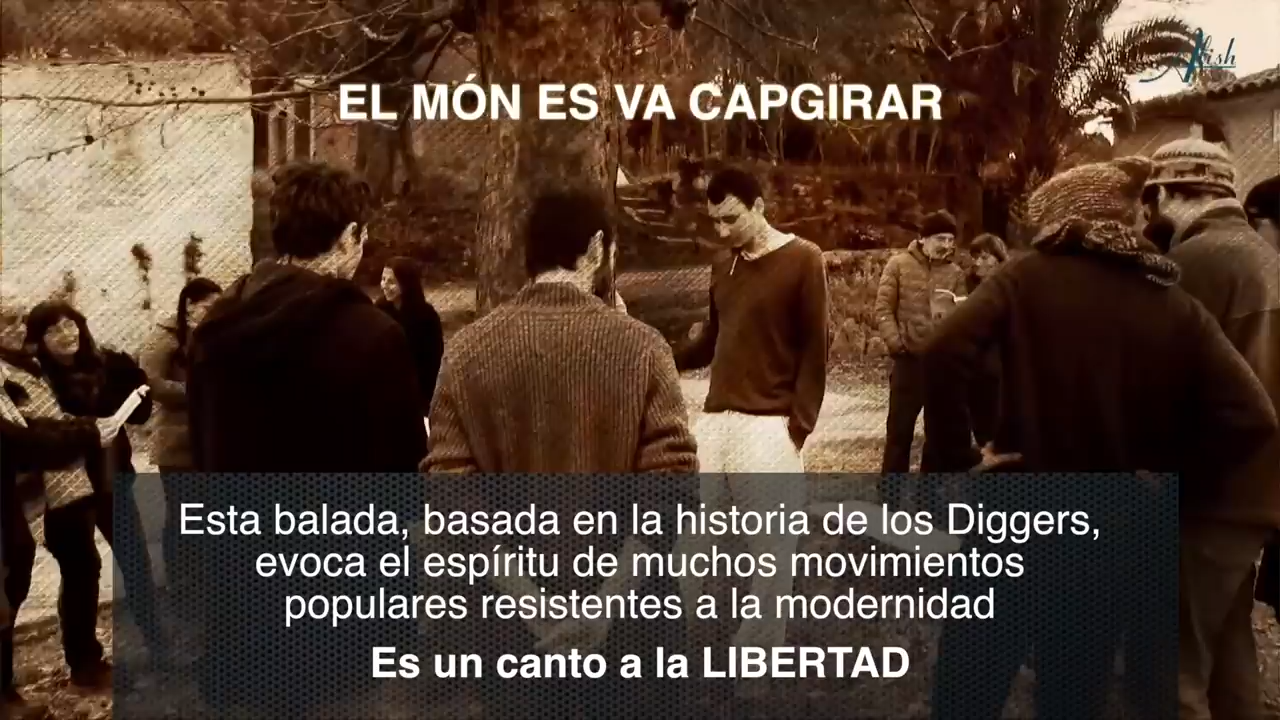 EL MÓN ES VA CAPGIRAR
Esta balada, basada en la historia de los Diggers,
evoca el espíritu de muchos movimientos
populares resistentes a la modernidad
Es un canto a la LIBERTAD